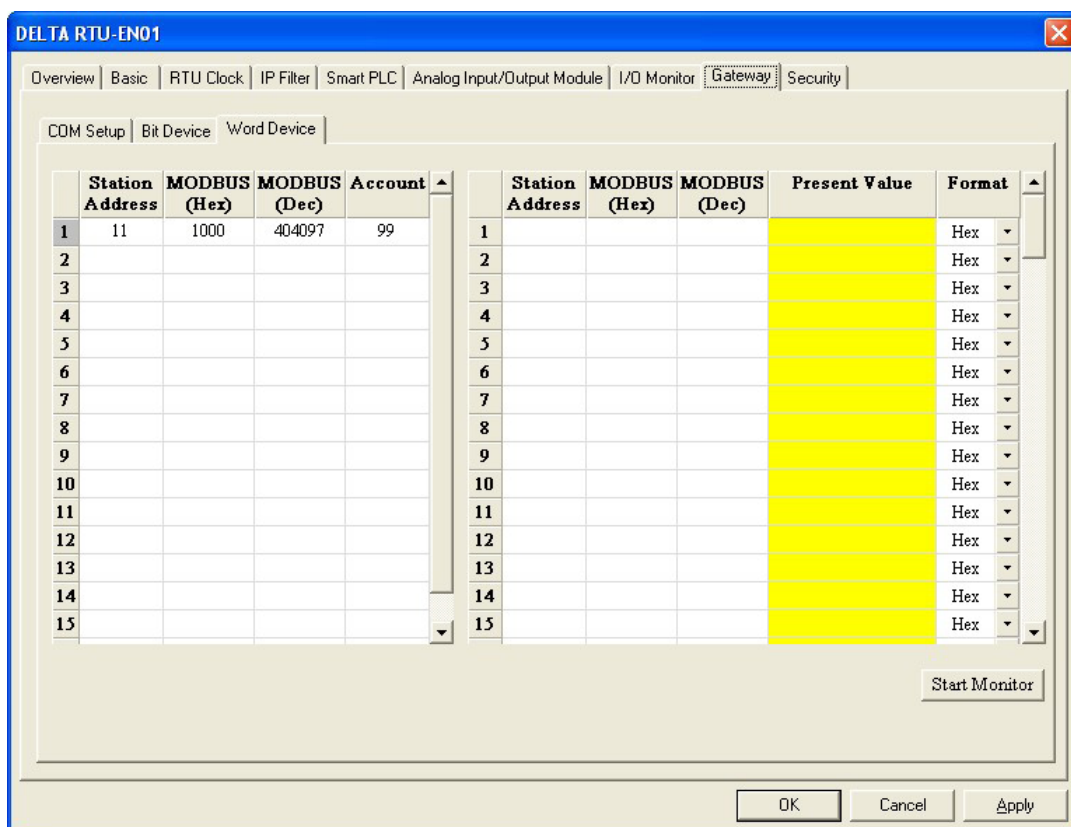 DELTA RTU-EN01
Overview Basic RTU Clock IP Filter Smart PLC Analog Input/Output Module I/O Monitor Gateway Security
COM Setup Bit Device Word Device
Station Address MODBUS (Hex) MODBUS (Dec) Account
1 11 1000 404097 99
2
3
4
5
6
7
8
9
10
11
12
13
14
15
Station Address MODBUS (Hex) MODBUS (Dec) Present Value Format
1 Hex
2 Hex
3 Hex
4 Hex
5 Hex
6 Hex
7 Hex
8 Hex
9 Hex
10 Hex
11 Hex
12 Hex
13 Hex
14 Hex
15 Hex
Start Monitor
OK Cancel Apply